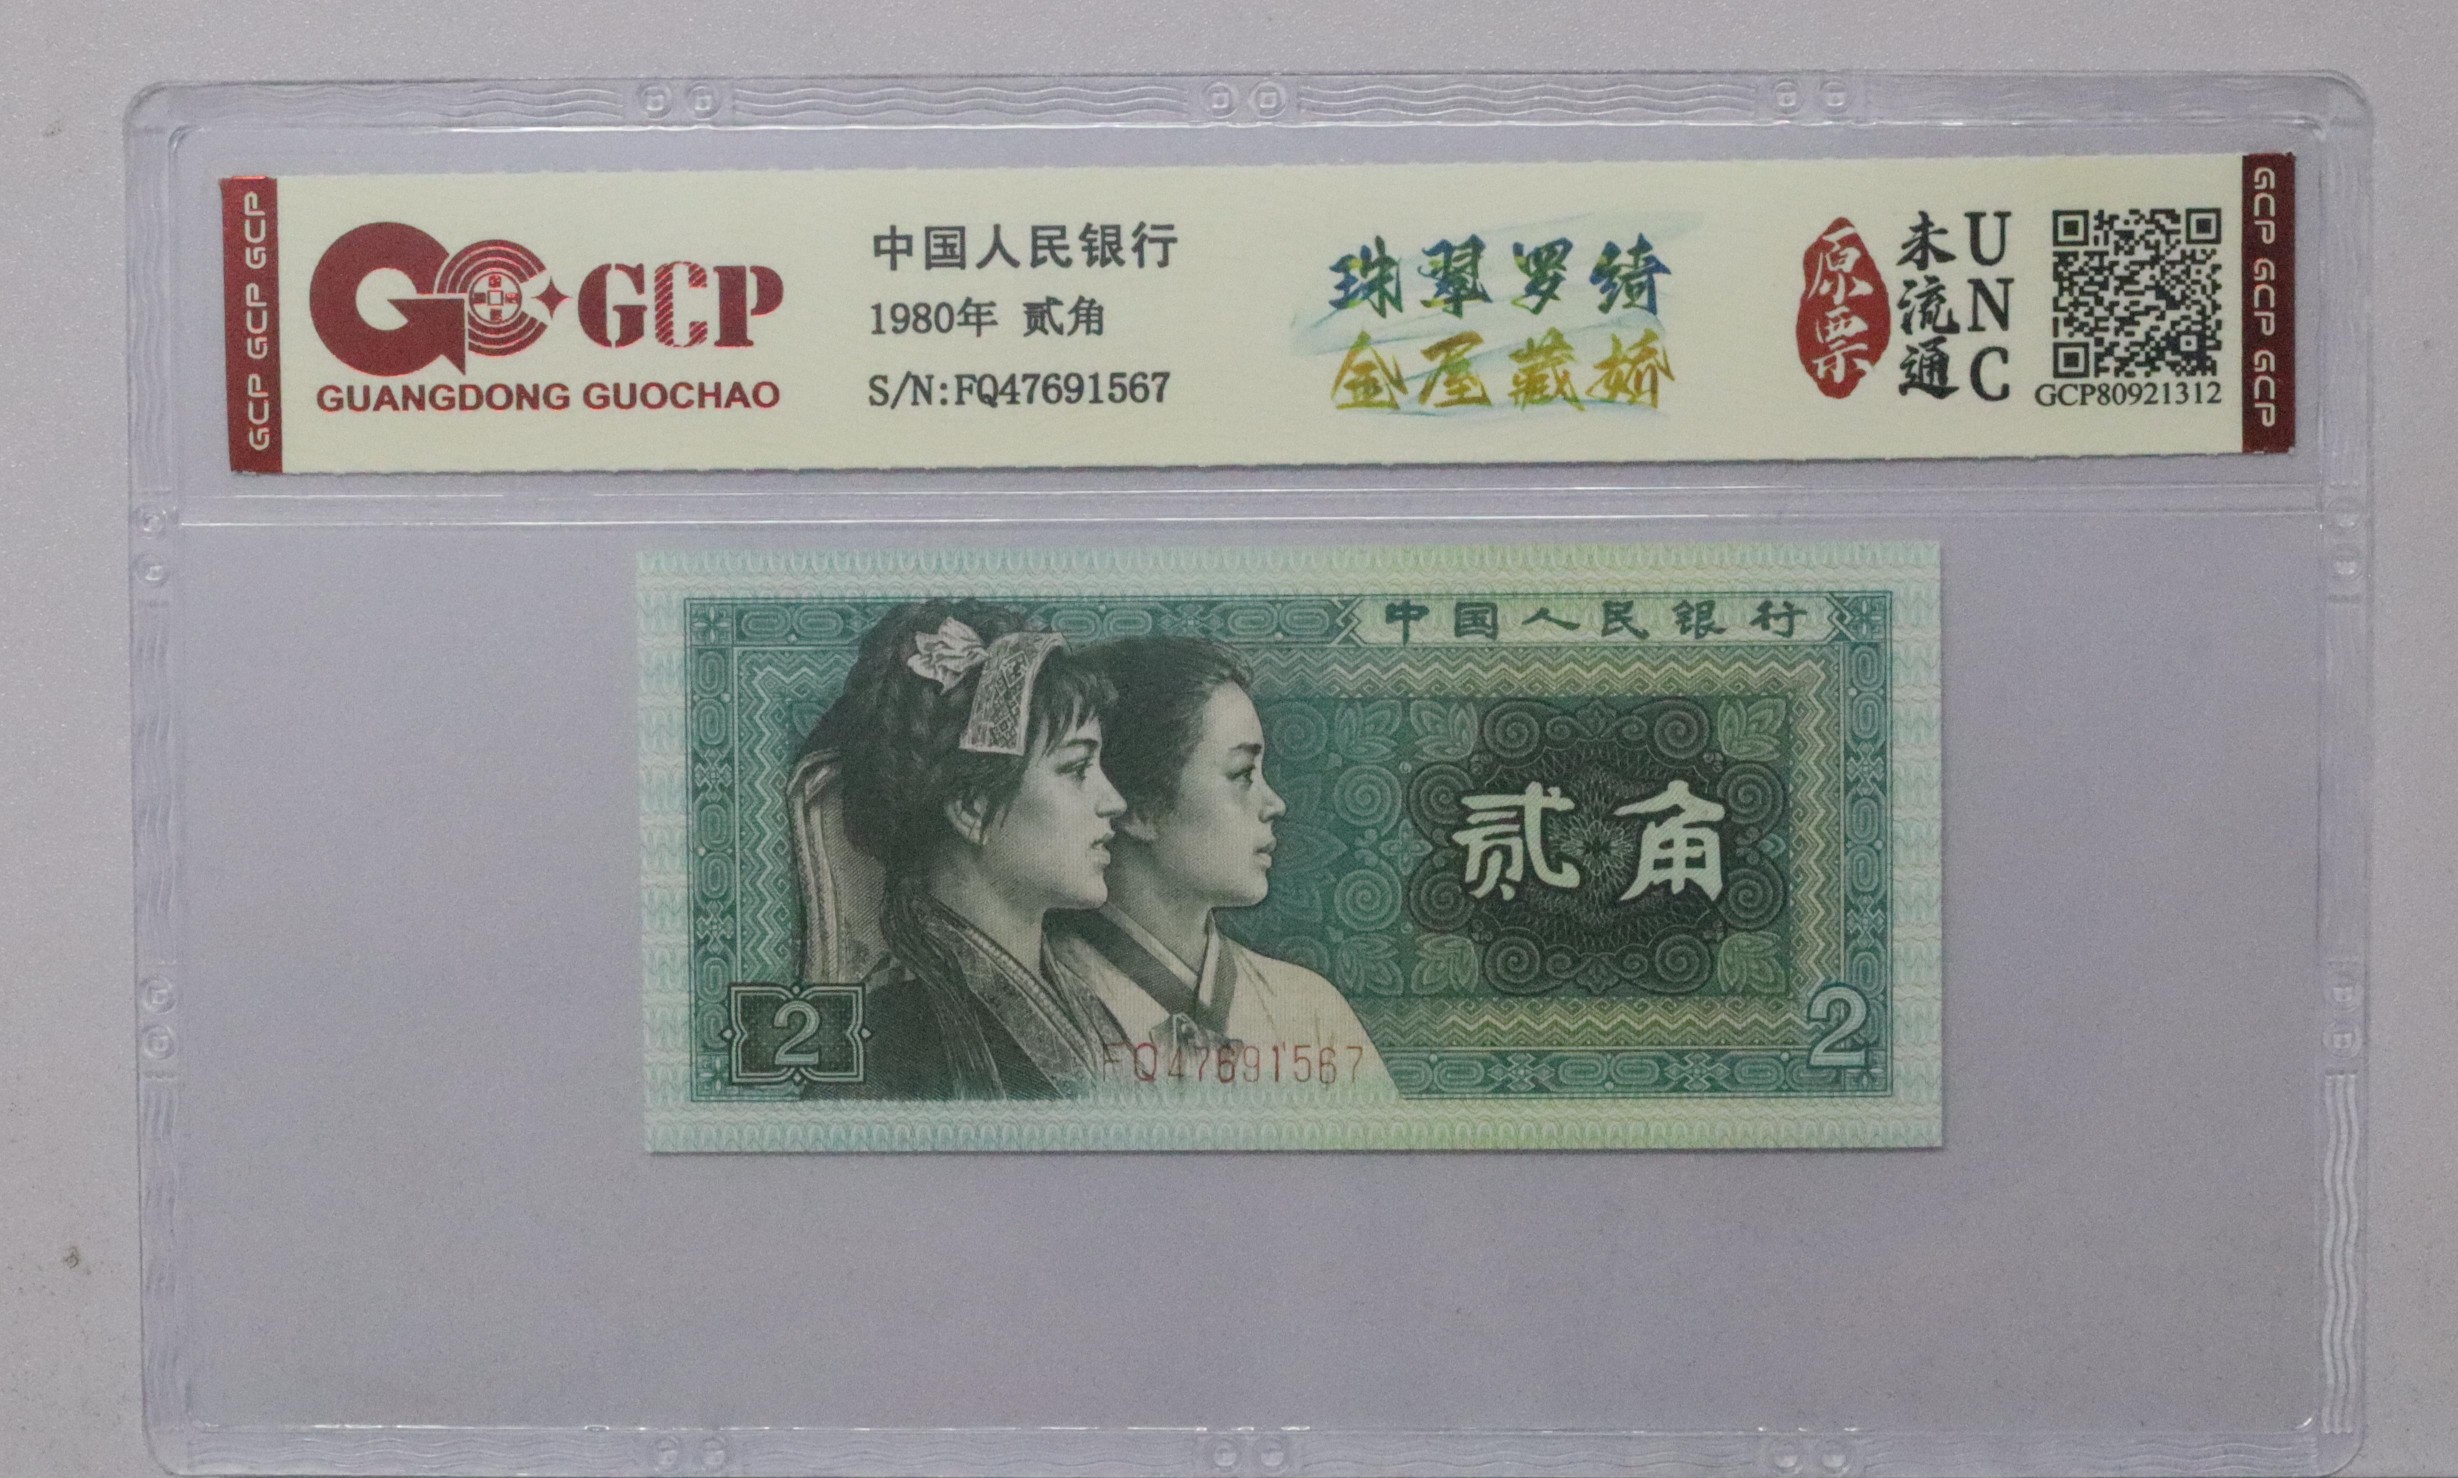 GCP GCP GCP
GCP
GUANGDONG GUOCHAO
中国人民银行
1980年 贰角
S/N:FQ47691567
珠翠罗绮
金屋藏娇
原票
未流通
UNC
GCP80921312
GCP GCP GCP
中国人民银行
贰角
2
2
FQ47691567